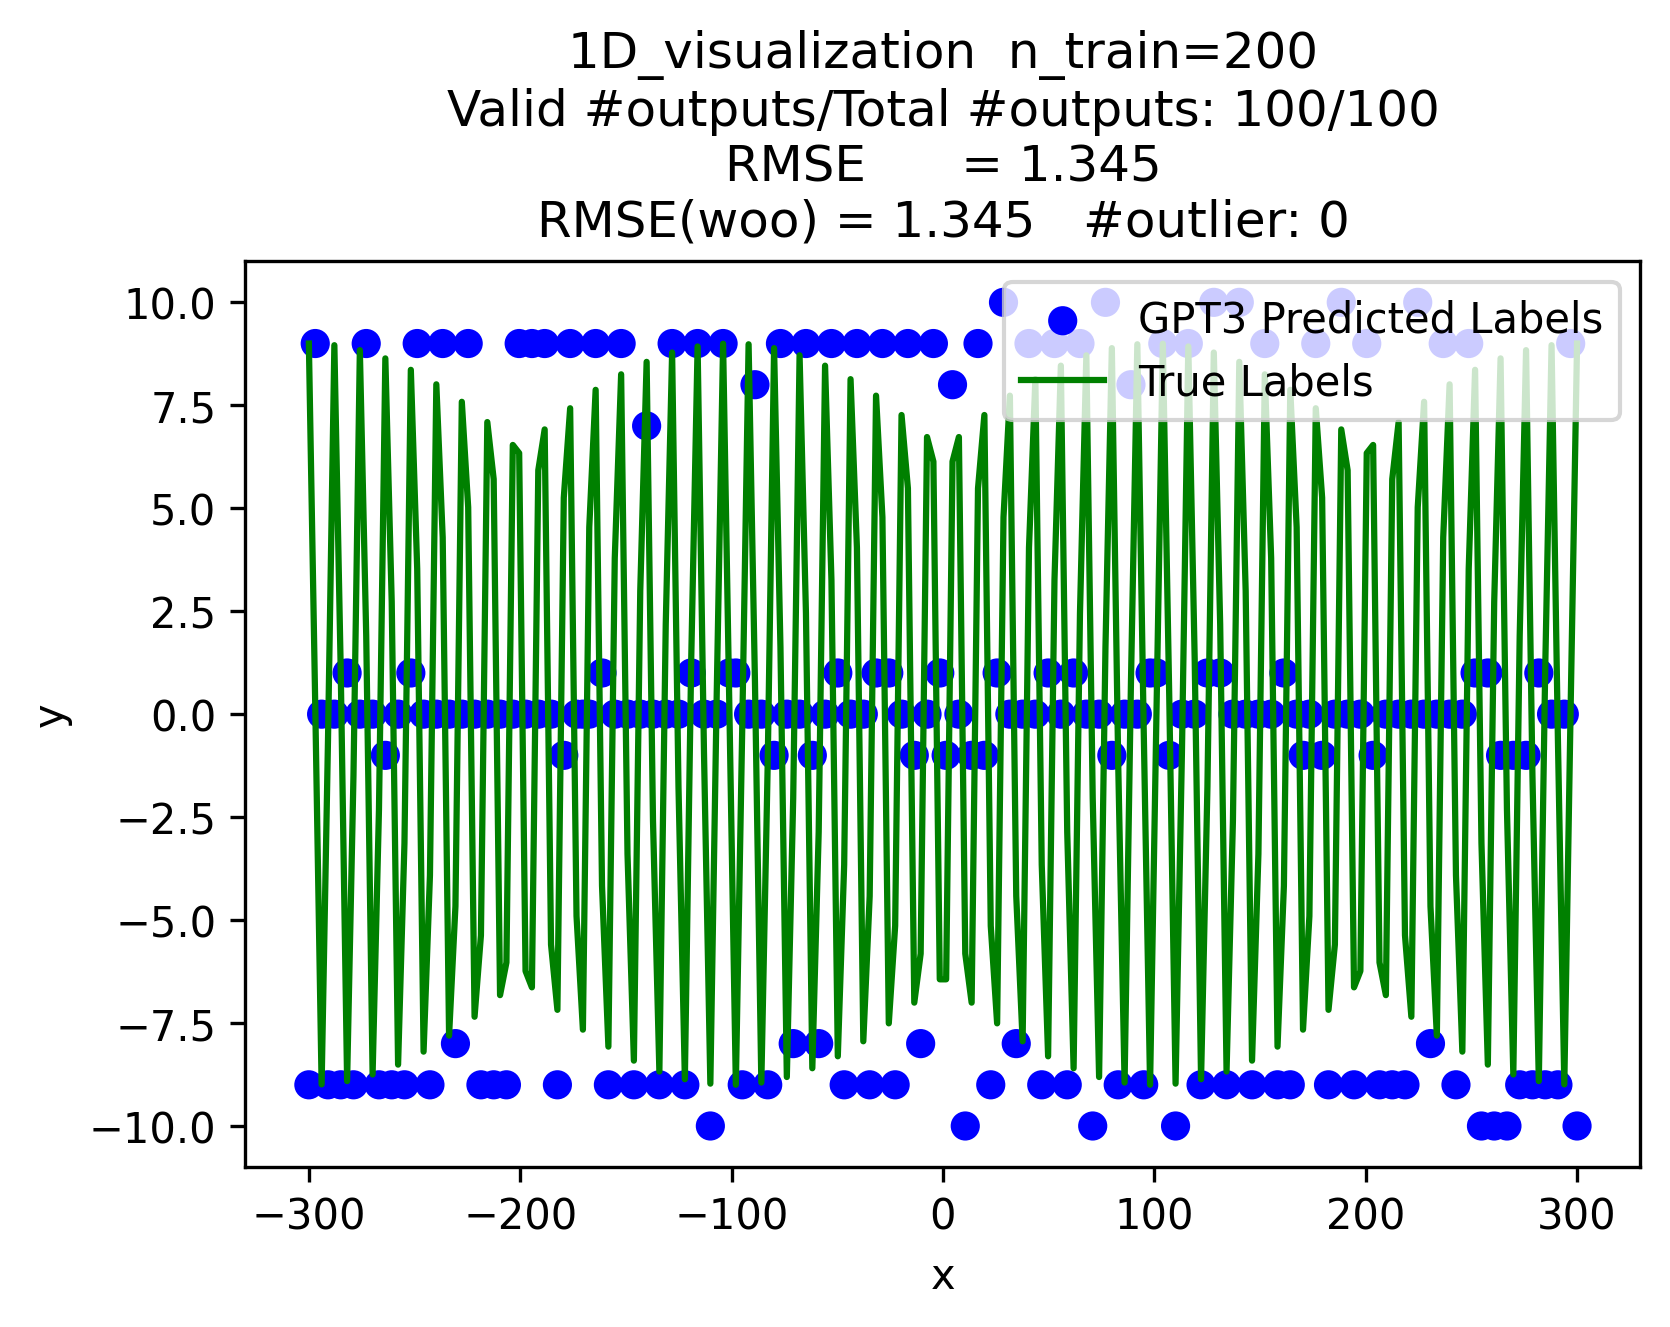 1D_visualization  n_train=200
Valid #outputs/Total #outputs: 100/100
RMSE      = 1.345
RMSE(woo) = 1.345   #outlier: 0
GPT3 Predicted Labels
True Labels
10.0
7.5
5.0
2.5
0.0
−2.5
−5.0
−7.5
−10.0
y
−300
−200
−100
0
100
200
300
x